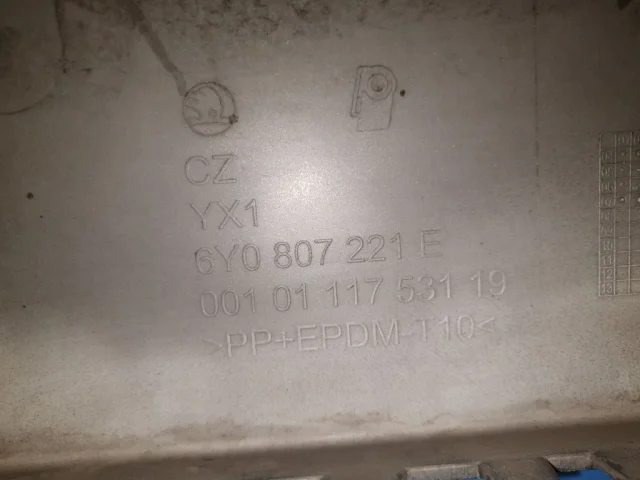 CZ
YX1
6Y0 807 221 E
001 01 117 531 19
>PP+EPDM-T10<